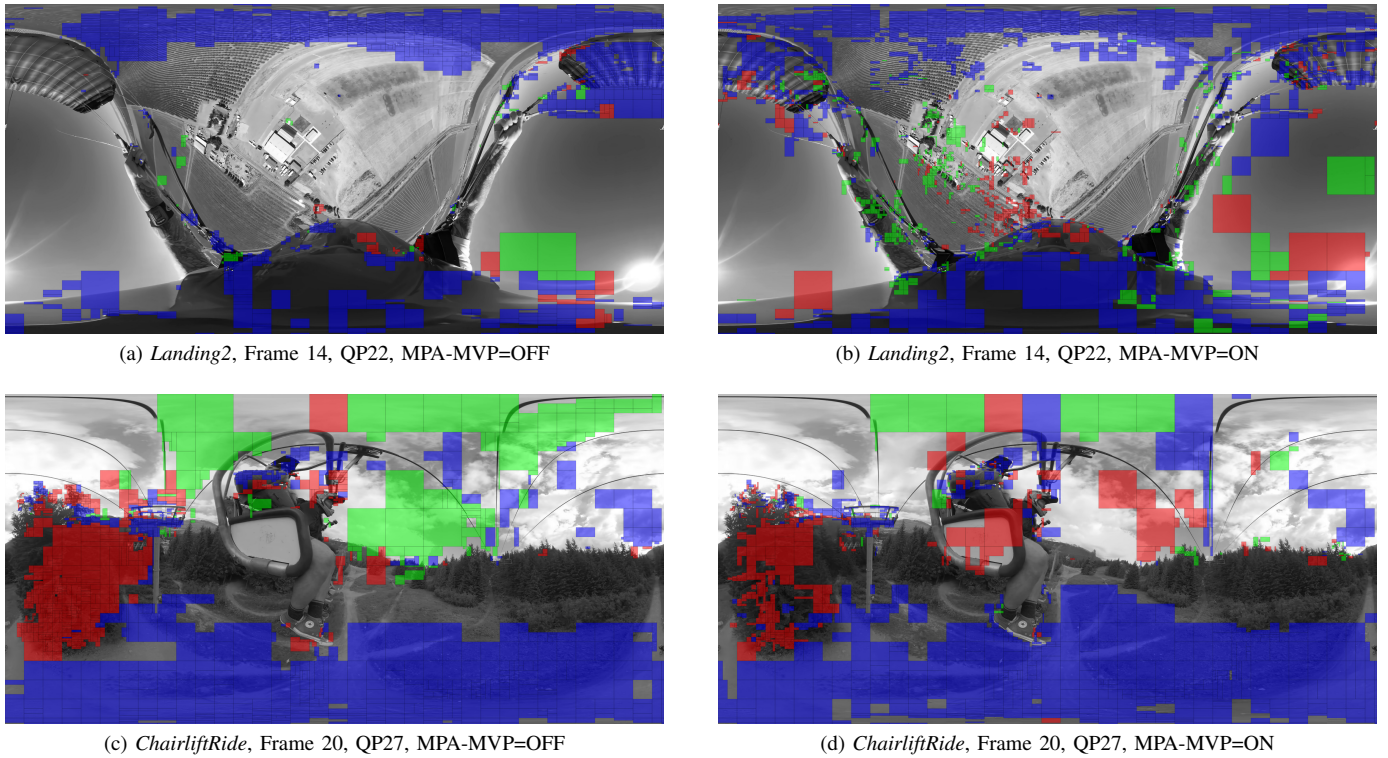 (a) Landing2, Frame 14, QP22, MPA-MVP=OFF
(b) Landing2, Frame 14, QP22, MPA-MVP=ON
(c) ChairliftRide, Frame 20, QP27, MPA-MVP=OFF
(d) ChairliftRide, Frame 20, QP27, MPA-MVP=ON